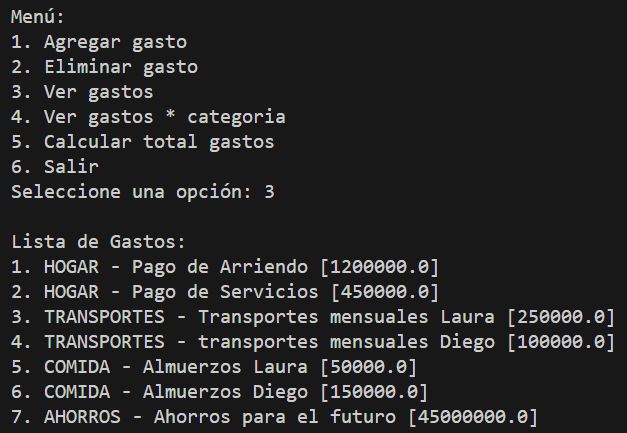 Menú:
1. Agregar gasto
2. Eliminar gasto
3. Ver gastos
4. Ver gastos * categoria
5. Calcular total gastos
6. Salir
Seleccione una opción: 3
Lista de Gastos:
1. HOGAR - Pago de Arriendo [1200000.0]
2. HOGAR - Pago de Servicios [450000.0]
3. TRANSPORTES - Transportes mensuales Laura [250000.0]
4. TRANSPORTES - transportes mensuales Diego [100000.0]
5. COMIDA - Almuerzos Laura [50000.0]
6. COMIDA - Almuerzos Diego [150000.0]
7. AHORROS - Ahorros para el futuro [45000000.0]